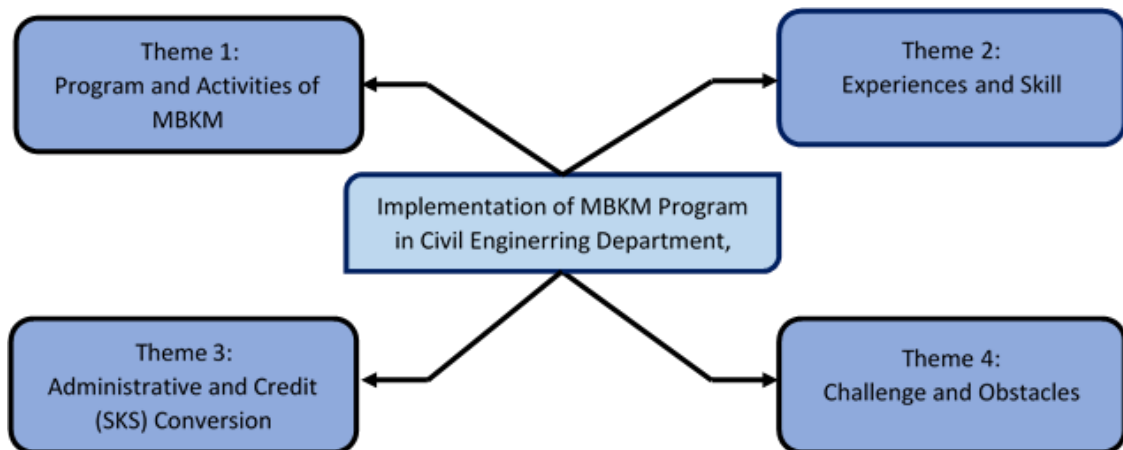 Theme 1:
Program and Activities of
MBKM
Theme 2:
Experiences and Skill
Implementation of MBKM Program
in Civil Enginerring Department,
Theme 3:
Administrative and Credit
(SKS) Conversion
Theme 4:
Challenge and Obstacles